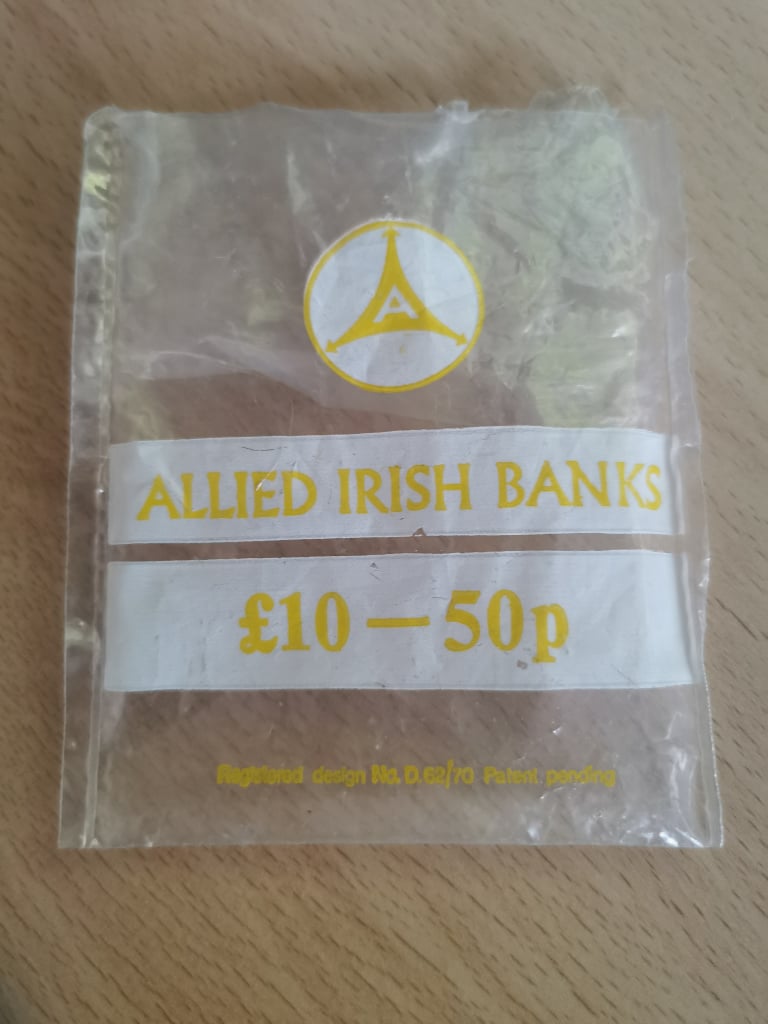 A
ALLIED IRISH BANKS
£10 — 50p
Registered design No. D.62/70 Patent pending